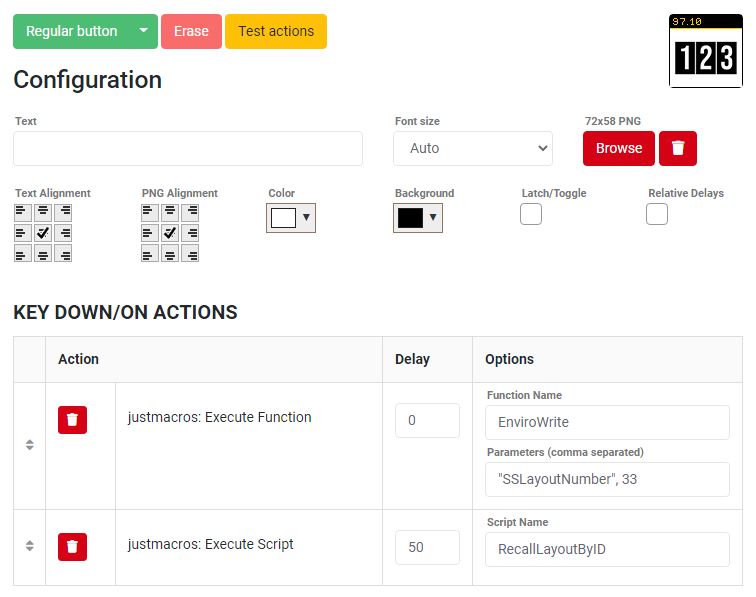 Regular button
Erase
Test actions
97.10
123
Configuration
Text
Font size
72x58 PNG
Auto
Browse
Text Alignment
PNG Alignment
Color
Background
Latch/Toggle
Relative Delays
KEY DOWN/ON ACTIONS
Action
Delay
Options
justmacros: Execute Function
0
Function Name
EnviroWrite
Parameters (comma separated)
"SSLayoutNumber", 33
justmacros: Execute Script
50
Script Name
RecallLayoutByID